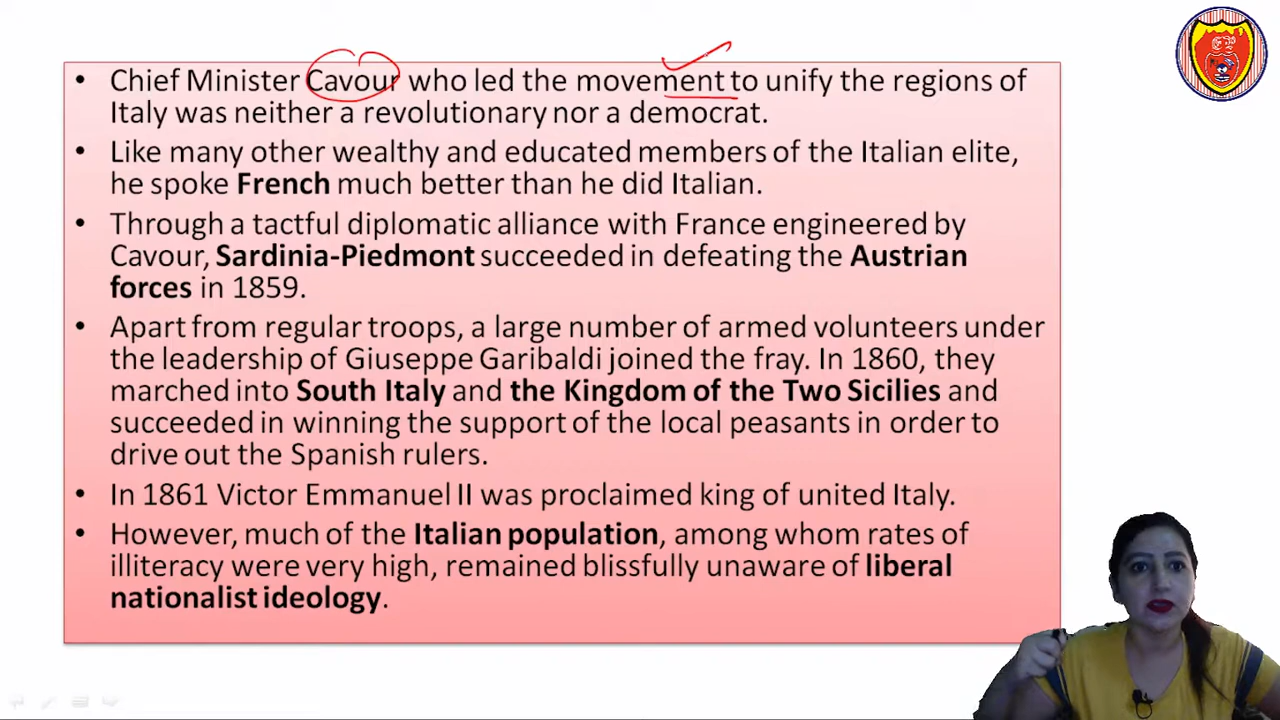 • Chief Minister Cavour who led the movement to unify the regions of
Italy was neither a revolutionary nor a democrat.
• Like many other wealthy and educated members of the Italian elite,
he spoke French much better than he did Italian.
• Through a tactful diplomatic alliance with France engineered by
Cavour, Sardinia-Piedmont succeeded in defeating the Austrian
forces in 1859.
• Apart from regular troops, a large number of armed volunteers under
the leadership of Giuseppe Garibaldi joined the fray. In 1860, they
marched into South Italy and the Kingdom of the Two Sicilies and
succeeded in winning the support of the local peasants in order to
drive out the Spanish rulers.
• In 1861 Victor Emmanuel II was proclaimed king of united Italy.
• However, much of the Italian population, among whom rates of
illiteracy were very high, remained blissfully unaware of liberal
nationalist ideology.